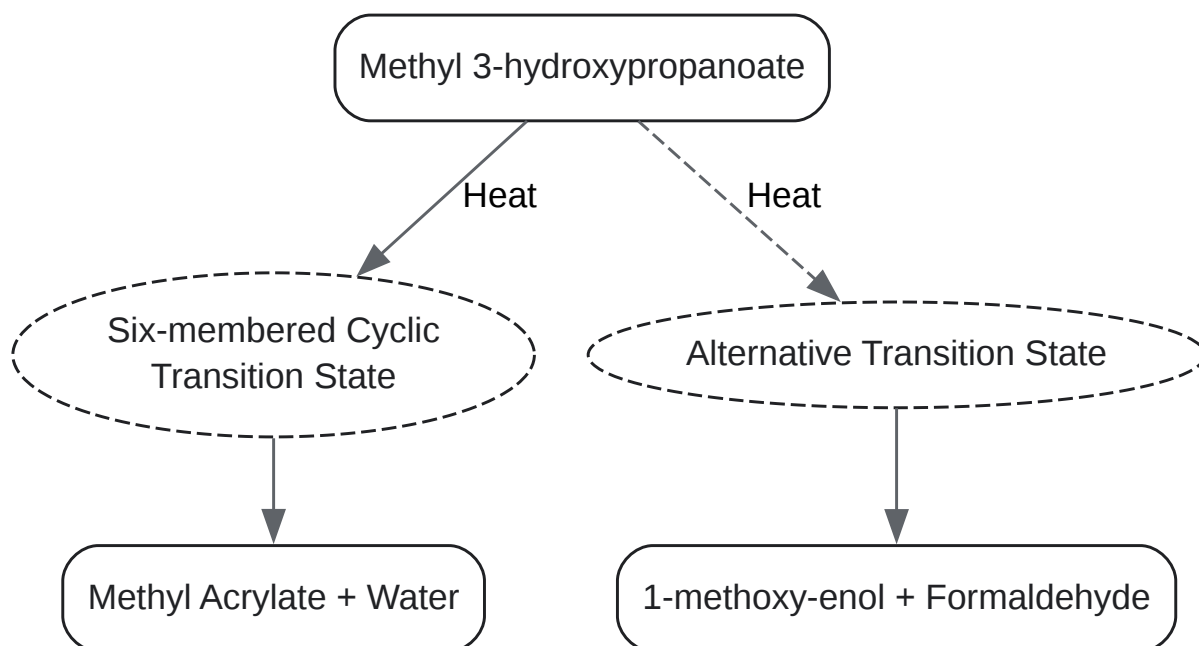 Methyl 3-hydroxypropanoate
Heat
Heat
Six-membered Cyclic
Transition State
Alternative Transition State
Methyl Acrylate + Water
1-methoxy-enol + Formaldehyde